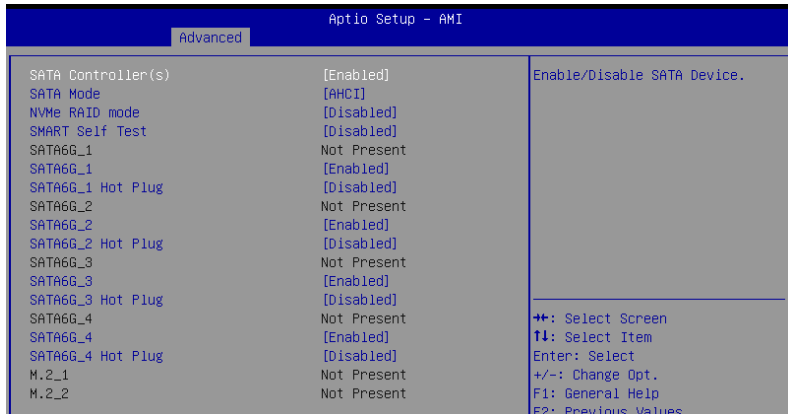 Aptio Setup – AMI
Advanced
SATA Controller(s) [Enabled]
SATA Mode [AHCI]
NVMe RAID mode [Disabled]
SMART Self Test [Disabled]
SATA6G_1 Not Present
SATA6G_1 [Enabled]
SATA6G_1 Hot Plug [Disabled]
SATA6G_2 Not Present
SATA6G_2 [Enabled]
SATA6G_2 Hot Plug [Disabled]
SATA6G_3 Not Present
SATA6G_3 [Enabled]
SATA6G_3 Hot Plug [Disabled]
SATA6G_4 Not Present
SATA6G_4 [Enabled]
SATA6G_4 Hot Plug [Disabled]
M.2_1 Not Present
M.2_2 Not Present
Enable/Disable SATA Device.
→←: Select Screen
↑↓: Select Item
Enter: Select
+/-: Change Opt.
F1: General Help
F2: Previous Values